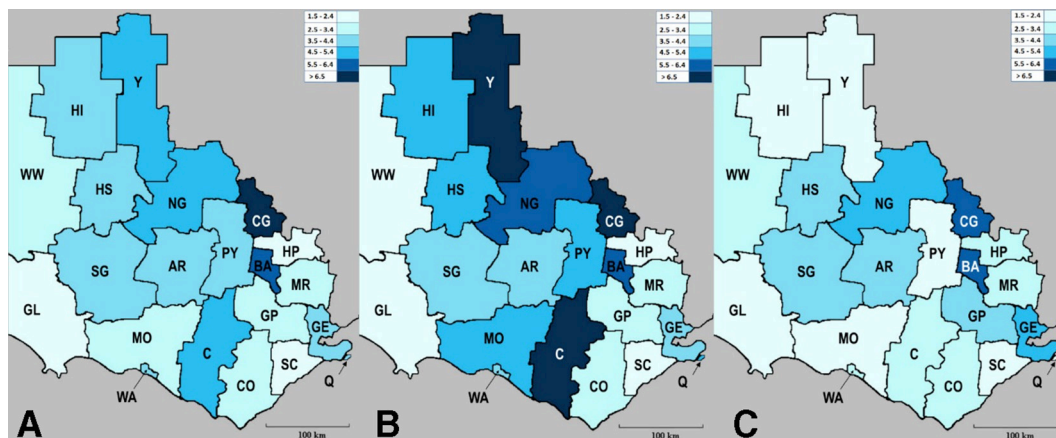 1.5 - 2.4
2.5 - 3.4
3.5 - 4.4
4.5 - 5.4
5.5 - 6.4
> 6.5
Y
HI
WW
HS
NG
CG
HP
PY
BA
SG
AR
MR
GL
GP
GE
MO
C
SC
CO
WA
Q
A
100 km
1.5 - 2.4
2.5 - 3.4
3.5 - 4.4
4.5 - 5.4
5.5 - 6.4
> 6.5
Y
HI
WW
HS
NG
CG
HP
PY
BA
SG
AR
MR
GL
GP
GE
MO
C
SC
CO
WA
Q
B
100 km
1.5 - 2.4
2.5 - 3.4
3.5 - 4.4
4.5 - 5.4
5.5 - 6.4
> 6.5
Y
HI
WW
HS
NG
CG
HP
PY
BA
SG
AR
MR
GL
GP
GE
MO
C
SC
CO
WA
Q
C
100 km